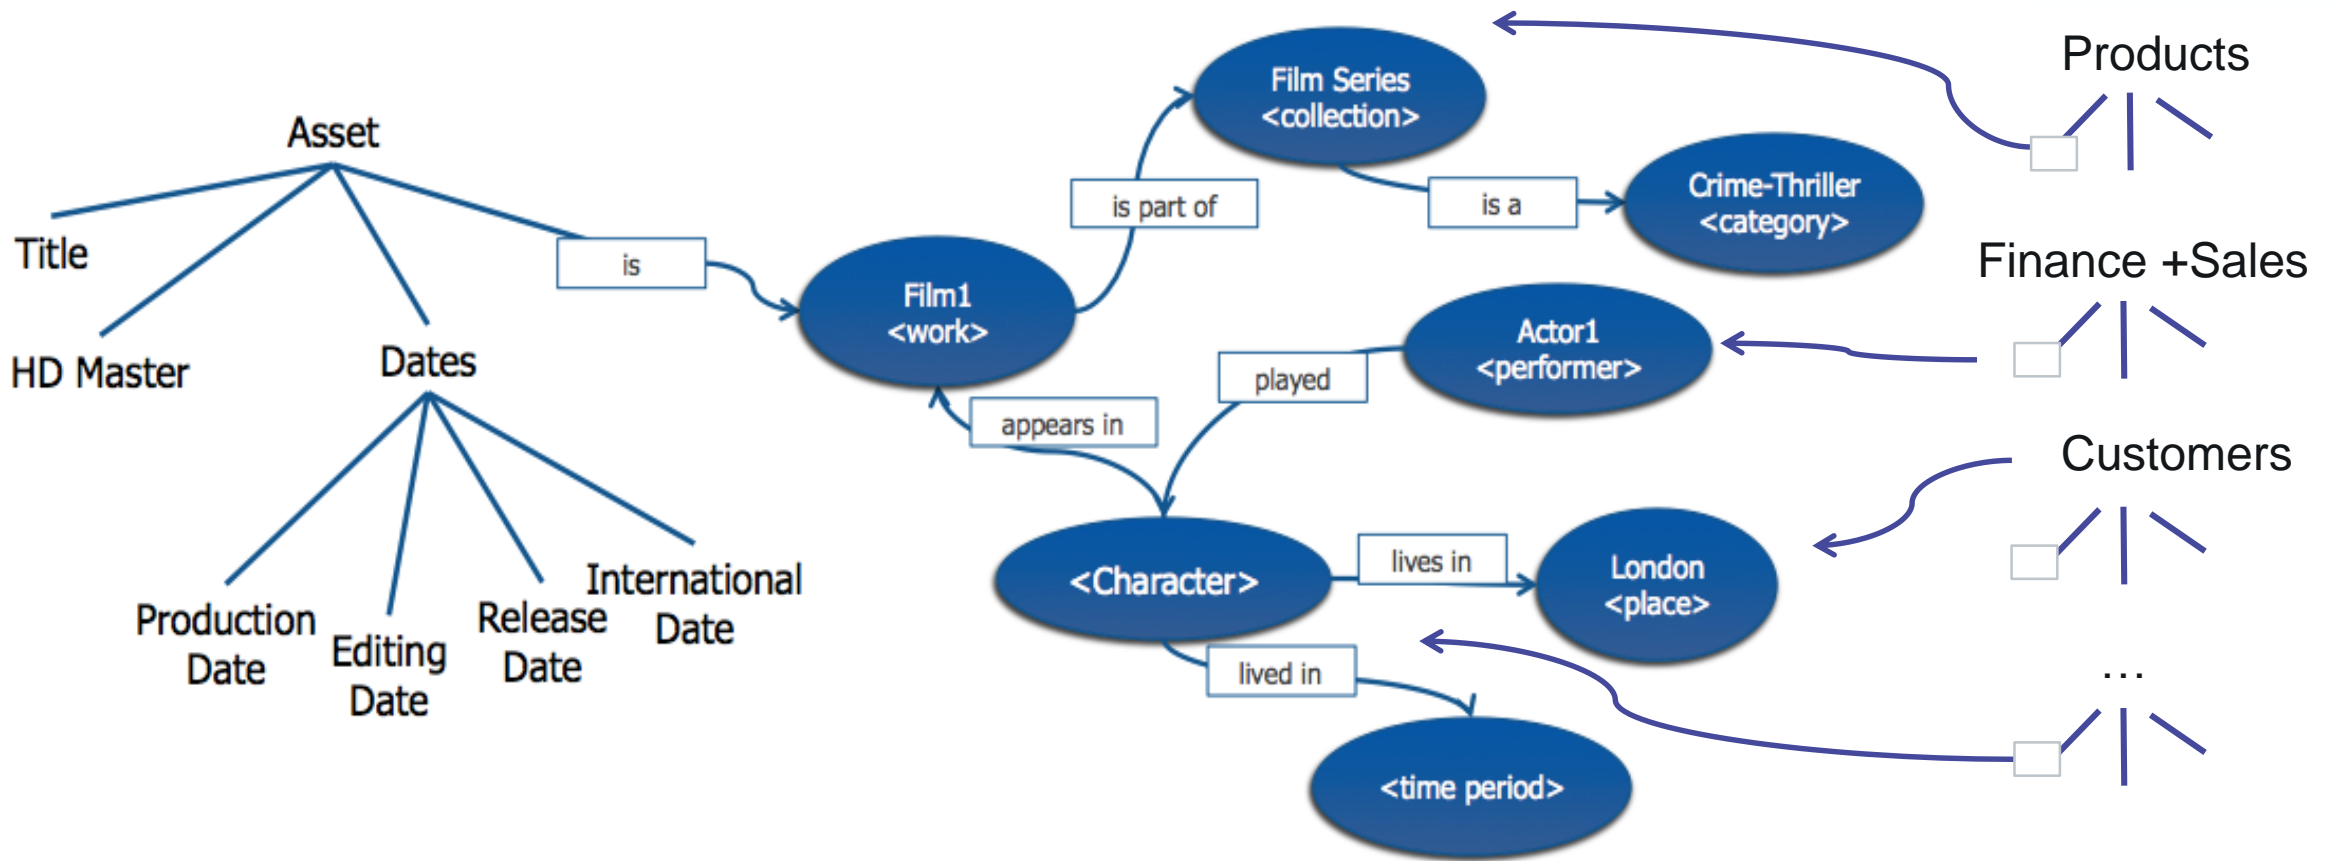 Asset
Title
HD Master
Dates
Production
Date
Editing
Date
Release
Date
International
Date
is
Film1
<work>
is part of
Film Series
<collection>
is a
Crime-Thriller
<category>
appears in
played
Actor1
<performer>
<Character>
lives in
London
<place>
lived in
<time period>
Products
Finance +Sales
Customers
...